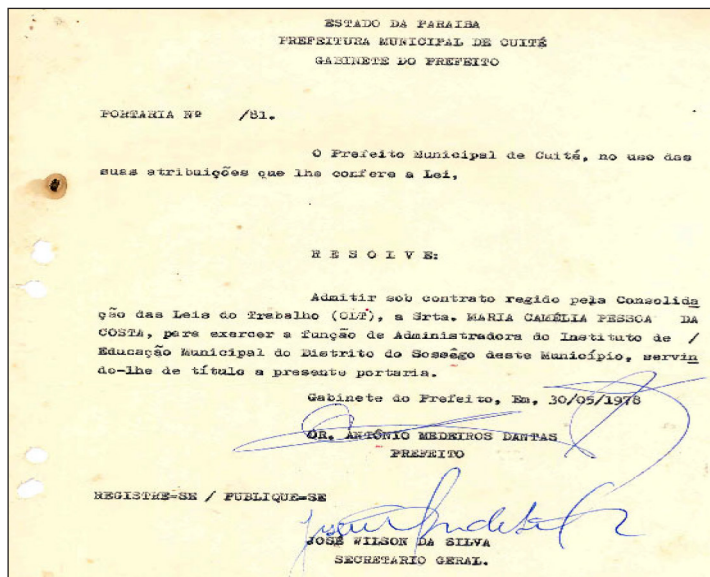 ESTADO DA PARAIBA
PREFEITURA MUNICIPAL DE CUITÉ
GABINETE DO PREFEITO
PORTARIA Nº /81.
O Prefeito Municipal de Cuité, no uso das
suas atribuições que lhe confere a Lei,
R E S O L V E:
Admitir sob contrato regido pela Consolida
ção das Leis do Trabalho (CLT), a Srta. MARIA CAMÉLIA PESSOA DA
COSTA, para exercer a função de Administradora do Instituto de /
Educação Municipal do Distrito do Sossêgo deste Município, servin
do-lhe de título a presente portaria.
Gabinete do Prefeito, Em, 30/05/1978
DR. ANTÔNIO MEDEIROS DANTAS
PREFEITO
REGISTRE=SE / PUBLIQUE=SE
JOSÉ WILSON DA SILVA
SECRETARIO GERAL.